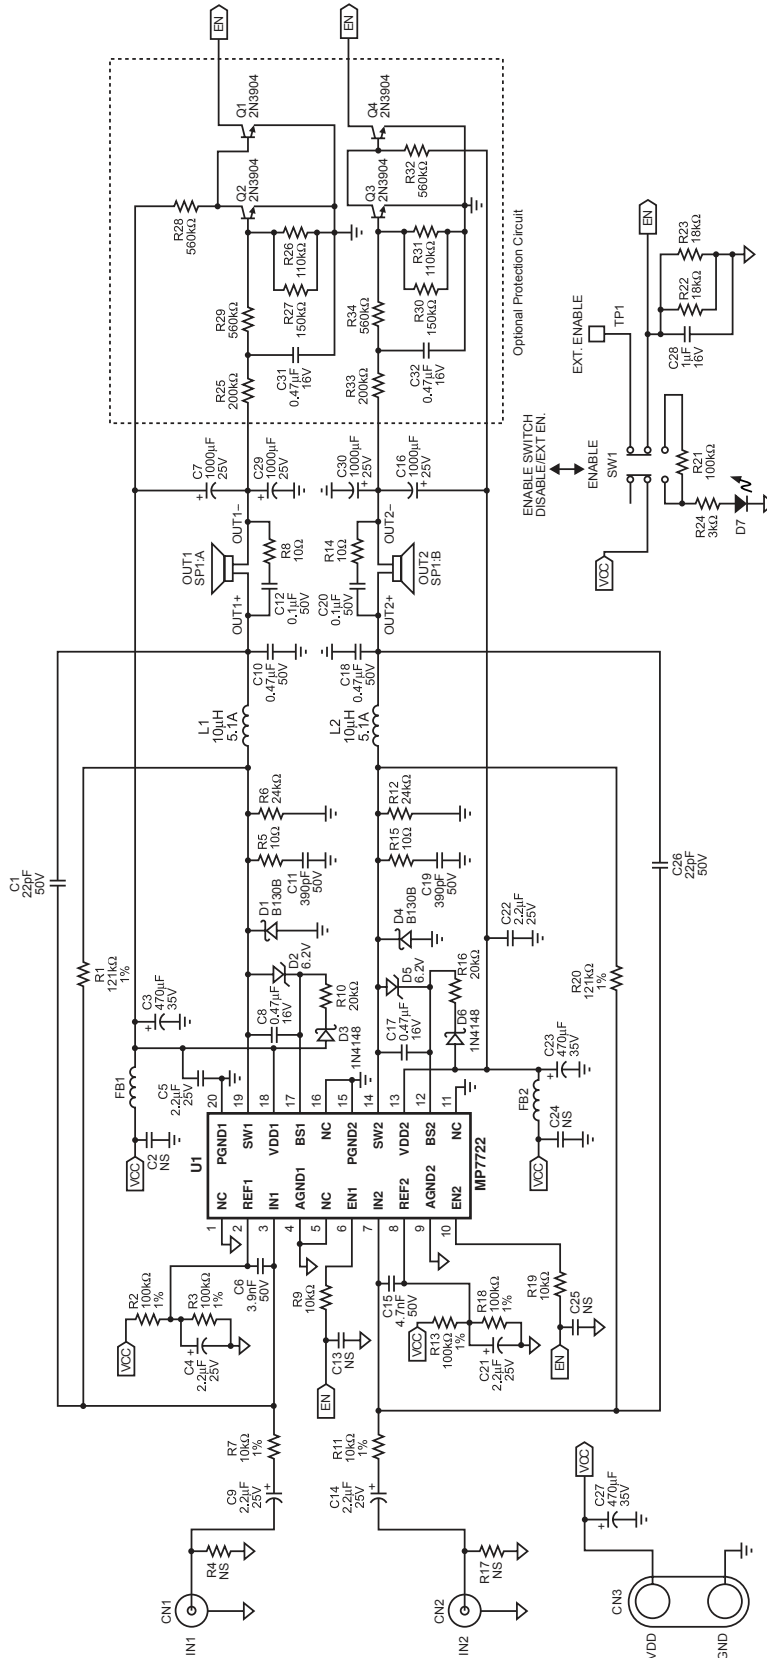 EN
EN
Q1
2N3904
Q4
2N3904
Q2
2N3904
Q3
2N3904
R32
560kΩ
R28
560kΩ
R26
110kΩ
R27
150kΩ
R31
110kΩ
R30
150kΩ
R29
560kΩ
R34
560kΩ
C31
0.47µF
16V
C32
0.47µF
16V
R25
200kΩ
R33
200kΩ
Optional Protection Circuit
EN
R23
18kΩ
R22
18kΩ
C28
1µF
16V
TP1
EXT. ENABLE
ENABLE SWITCH
DISABLE/EXT EN.
ENABLE
SW1
R21
100kΩ
R24
3kΩ
D7
VCC
C7
1000µF
25V
+
C29
1000µF
25V
+
C30
1000µF
25V
+
C16
1000µF
25V
+
OUT1−
OUT2−
OUT1
SP1:A
OUT2
SP1:B
R8
10Ω
R14
10Ω
C12
0.1µF
50V
C20
0.1µF
50V
OUT1+
OUT2+
C10
0.47µF
50V
C18
0.47µF
50V
L1
10µH
5.1A
L2
10µH
5.1A
R6
24kΩ
R12
24kΩ
R5
10Ω
R15
10Ω
C11
390pF
50V
C19
390pF
50V
C1
22pF
50V
C26
22pF
50V
D1
B130B
D4
B130B
D2
6.2V
D5
6.2V
C22
2.2µF
25V
R1
121kΩ
1%
R20
121kΩ
1%
C3
470µF
35V
+
C8
0.47µF
16V
R10
20kΩ
D3
1N4148
C17
0.47µF
16V
R16
20kΩ
D6
1N4148
FB1
C5
2.2µF
25V
C2
NS
VCC
FB2
C23
470µF
35V
+
C24
NS
VCC
U1
MP7722
20
19
18
17
16
15
14
13
12
11
PGND1
SW1
VDD1
BS1
NC
PGND2
SW2
VDD2
BS2
NC
NC
REF1
IN1
AGND1
NC
EN1
IN2
REF2
AGND2
EN2
1
2
3
4
5
6
7
8
9
10
R2
100kΩ
1%
R3
100kΩ
1%
VCC
C4
2.2µF
25V
+
C6
3.9nF
50V
R9
10kΩ
C13
NS
EN
C15
4.7nF
50V
VCC
R13
100kΩ
1%
R18
100kΩ
1%
C21
2.2µF
25V
+
R19
10kΩ
C25
NS
EN
R7
10kΩ
1%
R11
10kΩ
1%
C9
2.2µF
25V
+
C14
2.2µF
25V
+
R4
NS
R17
NS
CN1
IN1
CN2
IN2
VCC
C27
470µF
35V
+
CN3
VDD
GND